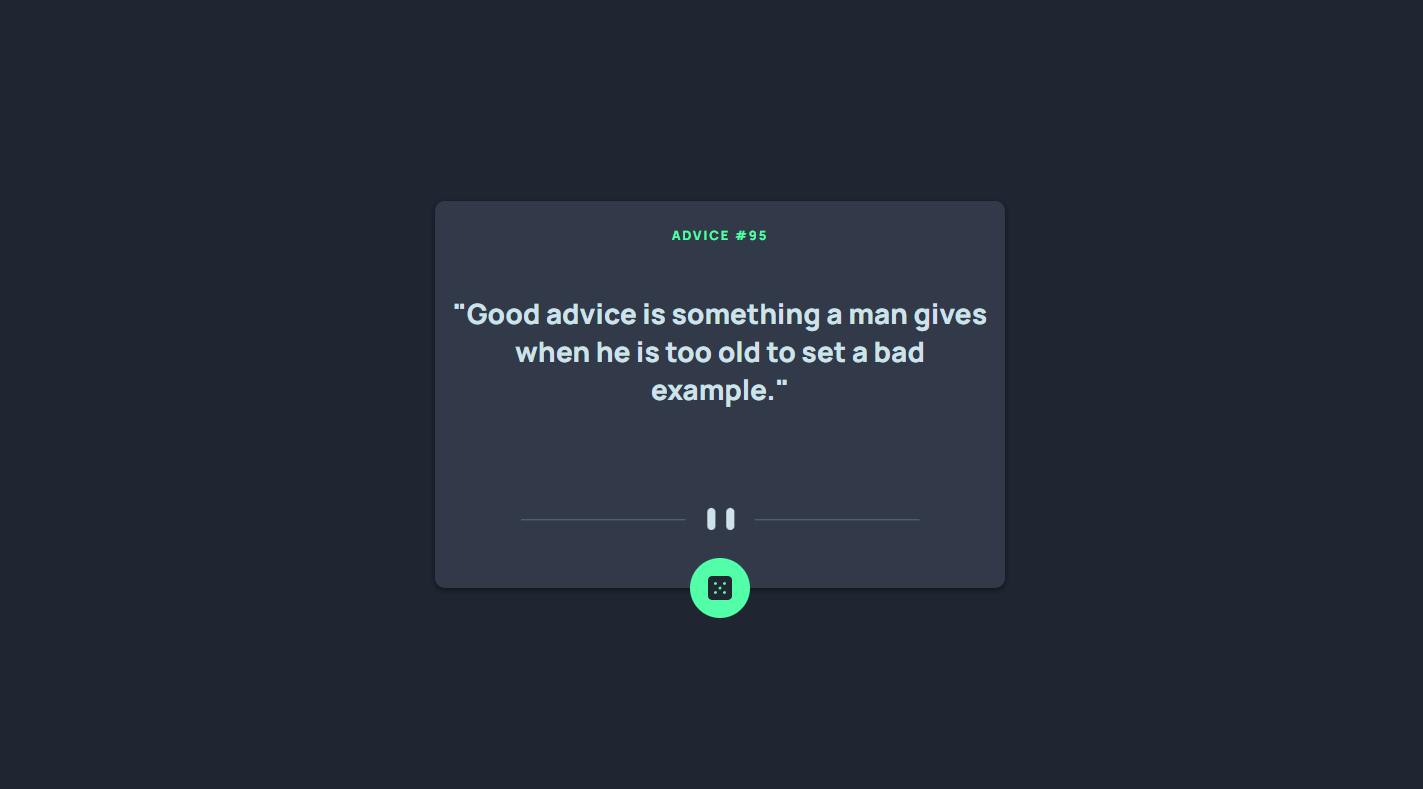 ADVICE #95
"Good advice is something a man gives
when he is too old to set a bad
example."